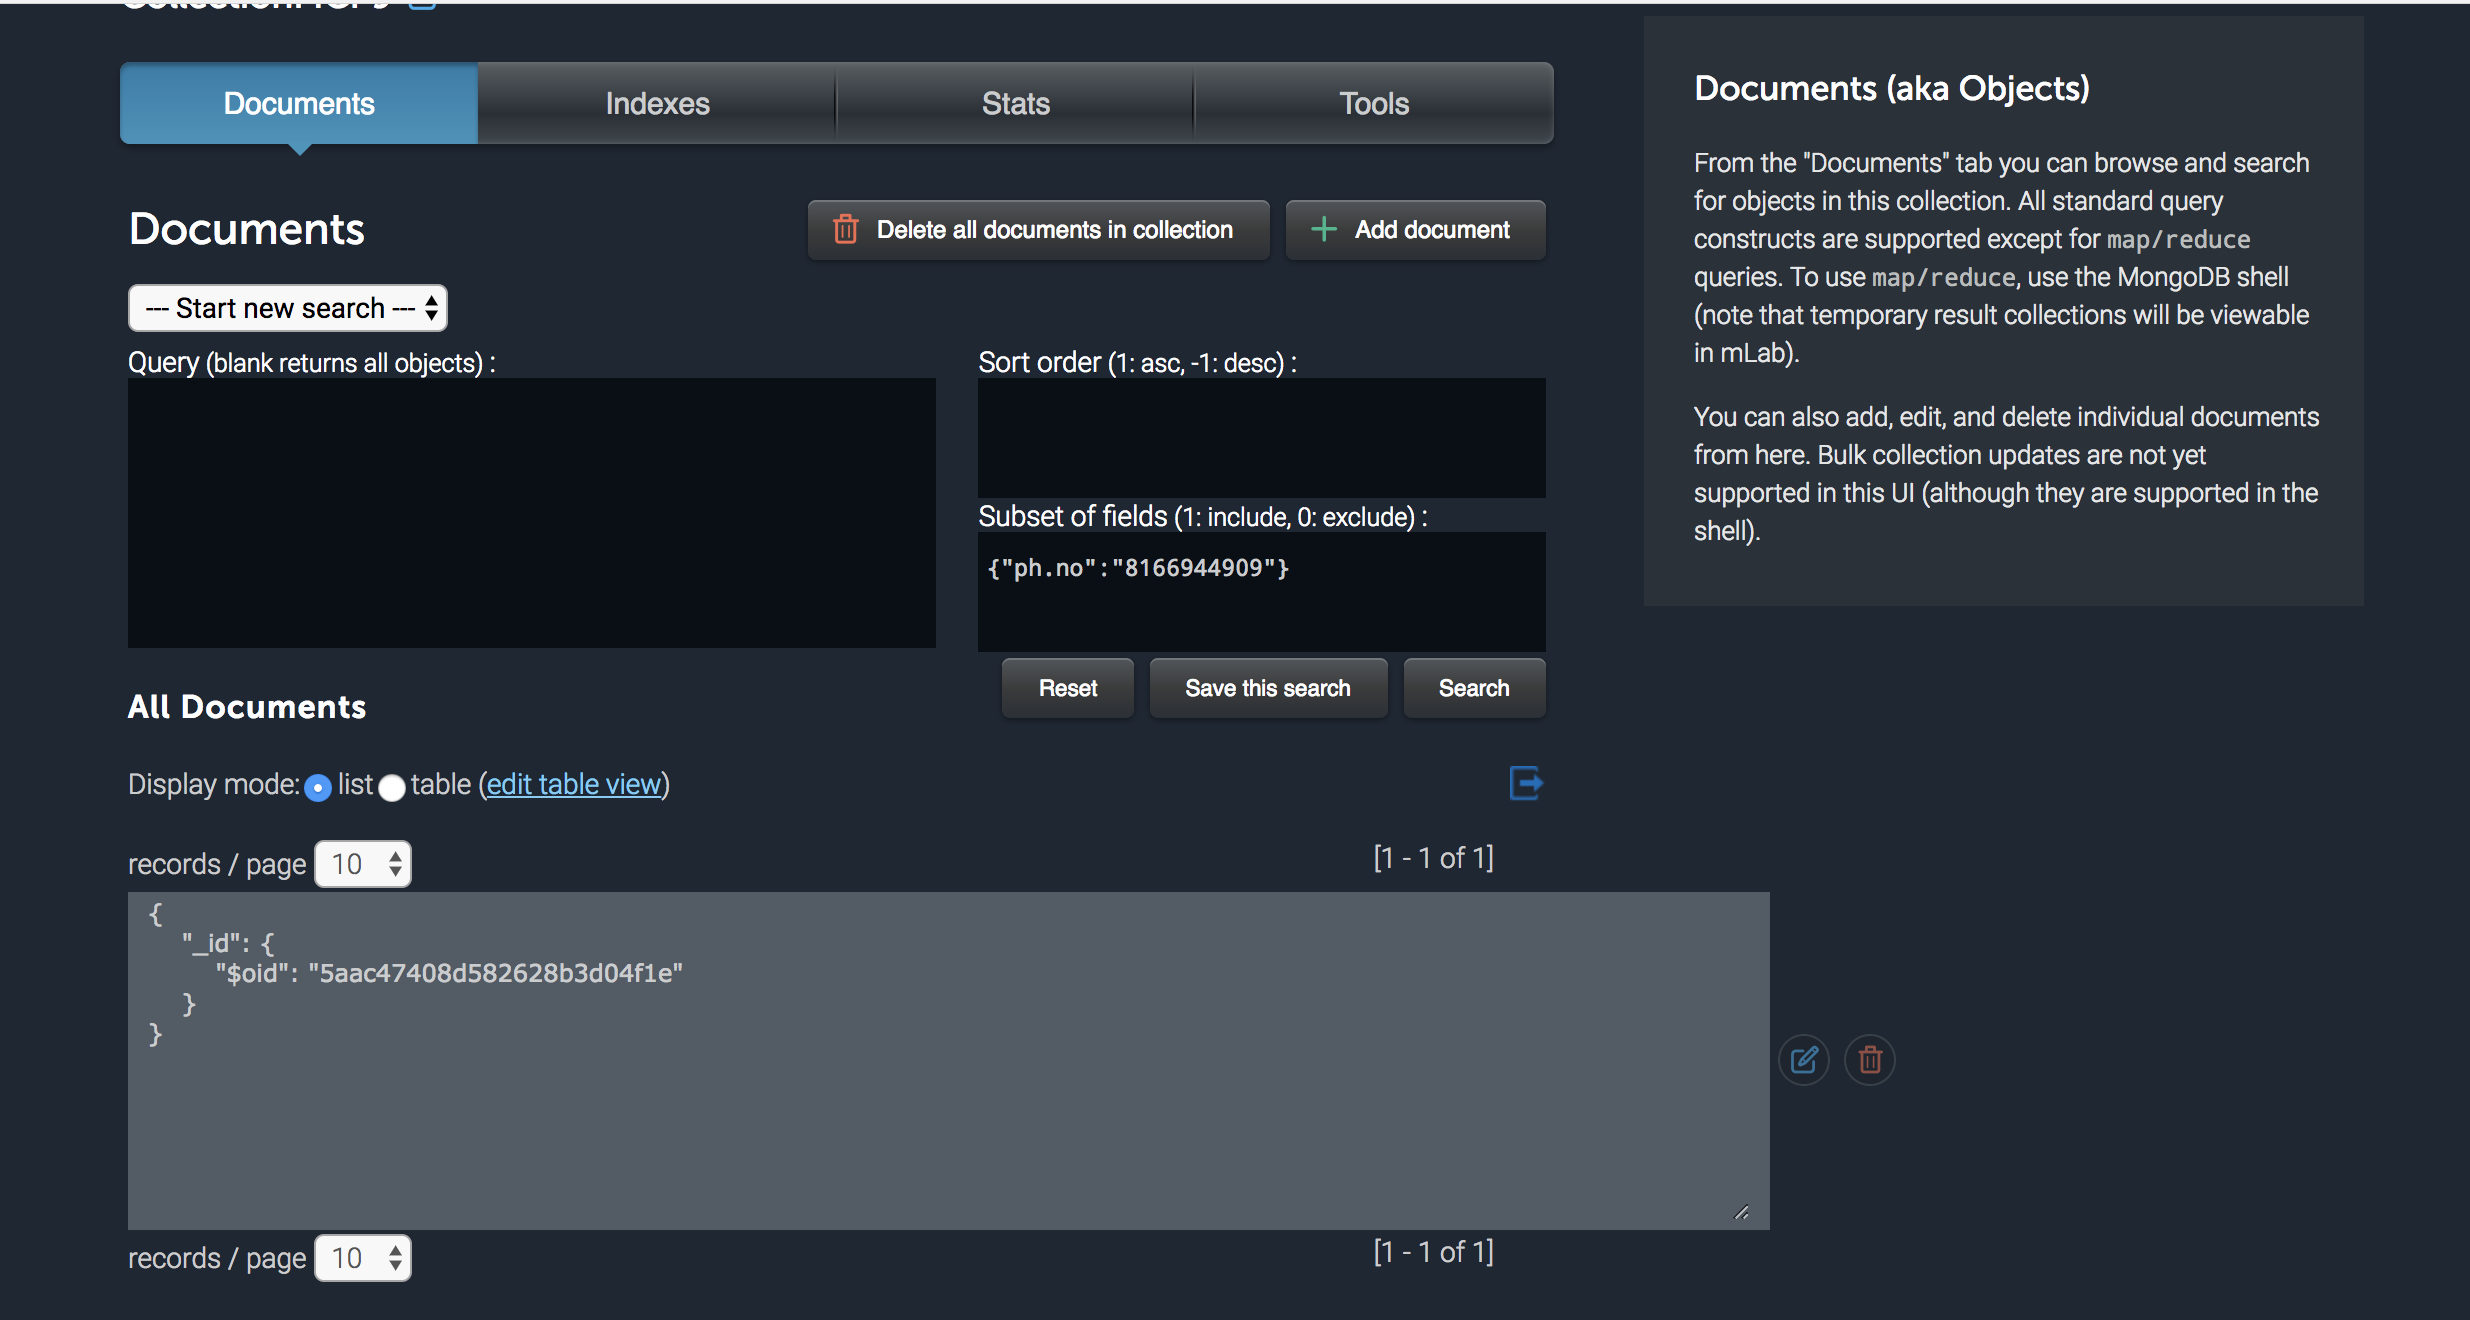 Documents
Indexes
Stats
Tools
Documents
Delete all documents in collection
Add document
--- Start new search ---
Query (blank returns all objects) :
Sort order (1: asc, -1: desc) :
Subset of fields (1: include, 0: exclude) :
{"ph.no":"8166944909"}
Reset
Save this search
Search
All Documents
Display mode: list table (edit table view)
records / page 10
[1 - 1 of 1]
{
"_id": {
"$oid": "5aac47408d582628b3d04f1e"
}
}
records / page 10
[1 - 1 of 1]
Documents (aka Objects)
From the "Documents" tab you can browse and search
for objects in this collection. All standard query
constructs are supported except for map/reduce
queries. To use map/reduce, use the MongoDB shell
(note that temporary result collections will be viewable
in mLab).
You can also add, edit, and delete individual documents
from here. Bulk collection updates are not yet
supported in this UI (although they are supported in the
shell).